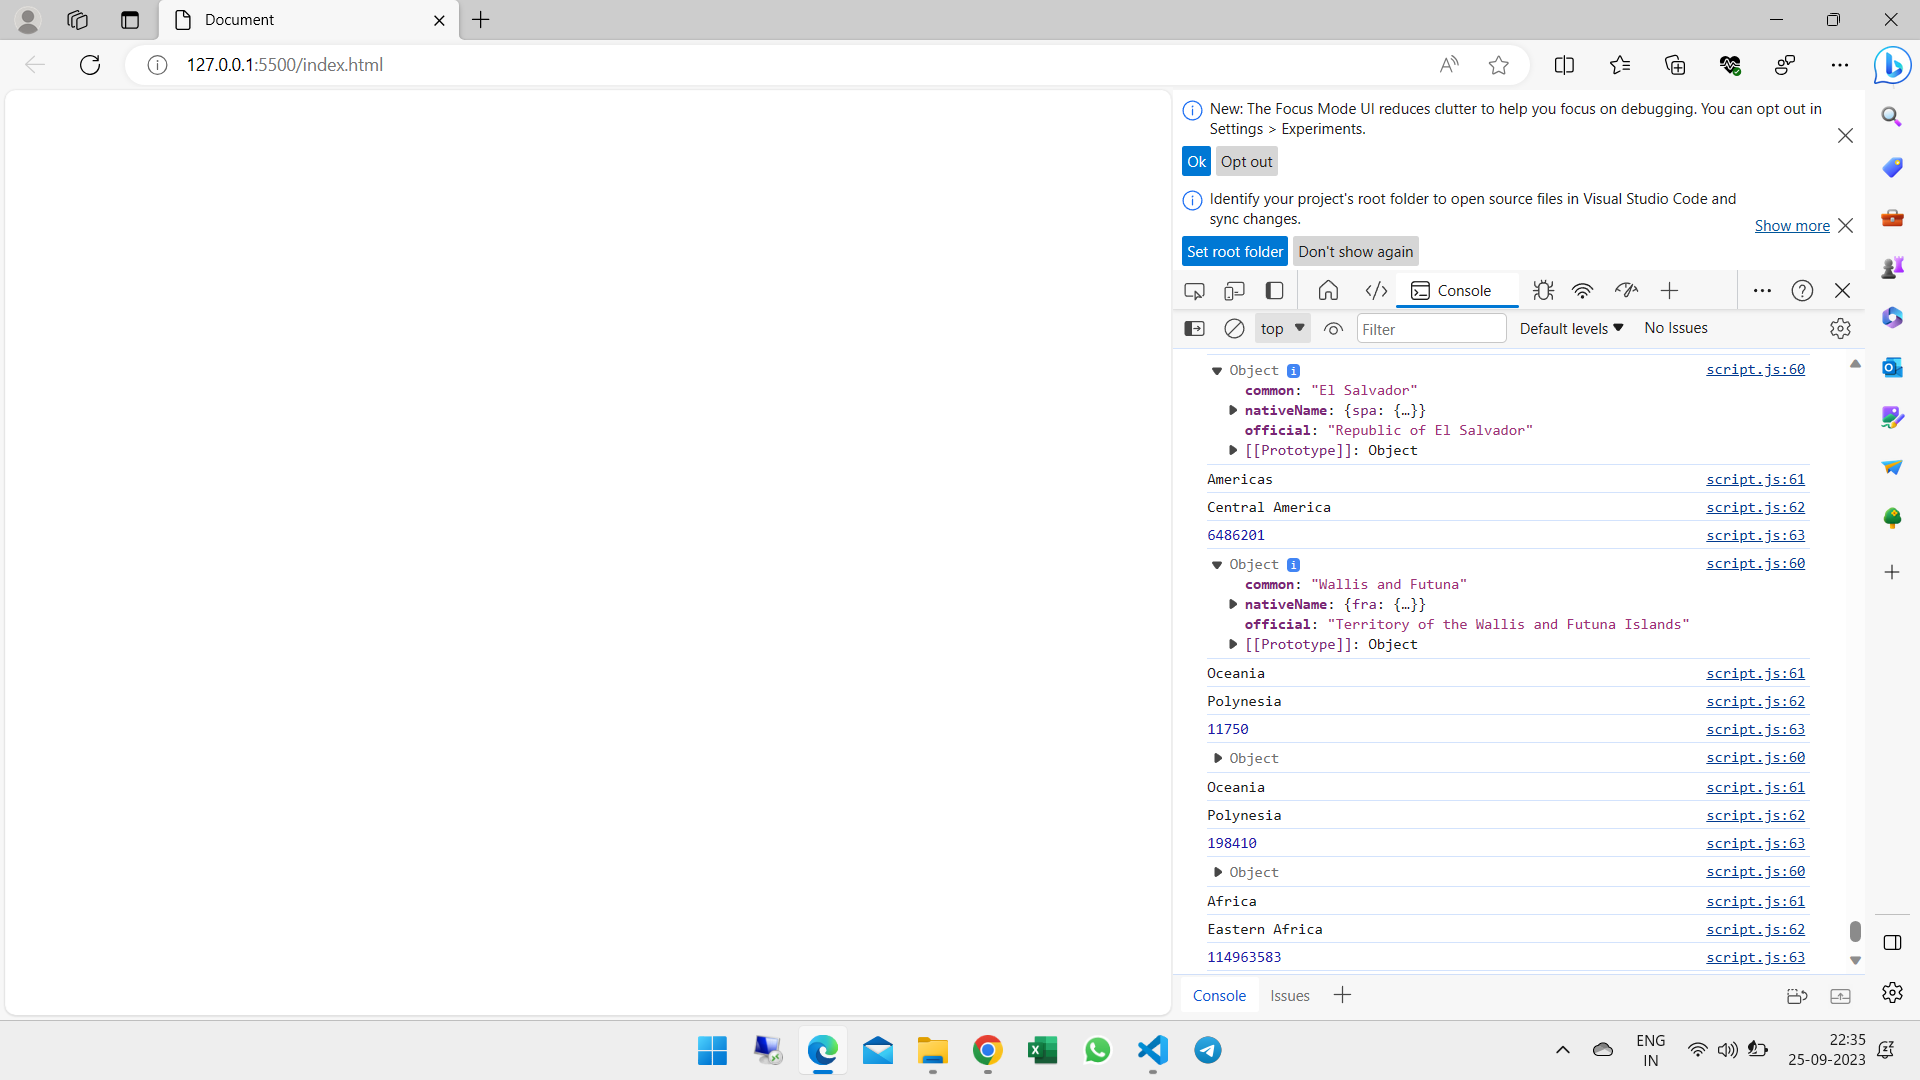 Document
127.0.0.1:5500/index.html
New: The Focus Mode UI reduces clutter to help you focus on debugging. You can opt out in
Settings > Experiments.
Ok Opt out
Identify your project's root folder to open source files in Visual Studio Code and
sync changes.
Show more
Set root folder Don't show again
Console
top Filter Default levels No Issues
Object script.js:60
common: "El Salvador"
nativeName: {spa: {…}}
official: "Republic of El Salvador"
[[Prototype]]: Object
Americas script.js:61
Central America script.js:62
6486201 script.js:63
Object script.js:60
common: "Wallis and Futuna"
nativeName: {fra: {…}}
official: "Territory of the Wallis and Futuna Islands"
[[Prototype]]: Object
Oceania script.js:61
Polynesia script.js:62
11750 script.js:63
Object script.js:60
Oceania script.js:61
Polynesia script.js:62
198410 script.js:63
Object script.js:60
Africa script.js:61
Eastern Africa script.js:62
114963583 script.js:63
Console Issues
ENG
IN
22:35
25-09-2023